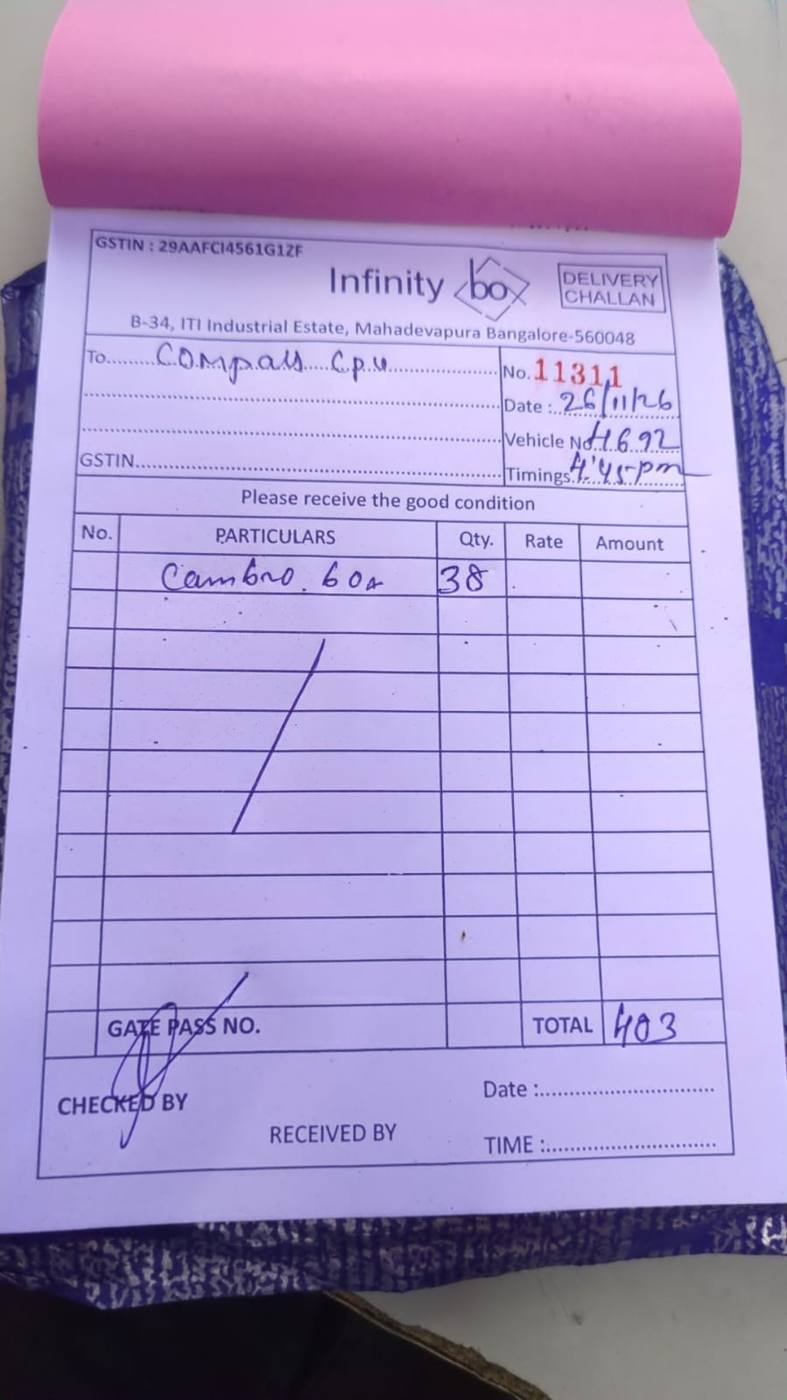 GSTIN : 29AAFCI4561G1ZF
Infinity box
DELIVERY CHALLAN
B-34, ITI Industrial Estate, Mahadevapura Bangalore-560048
To......... Compass Cpu
No. 11311
Date : 26/11/26
Vehicle No 4692
GSTIN
Timings 4'45 pm
Please receive the good condition
No. PARTICULARS Qty. Rate Amount
Cambro box 38
GATE PASS NO. TOTAL 403
CHECKED BY
Date :
RECEIVED BY
TIME :